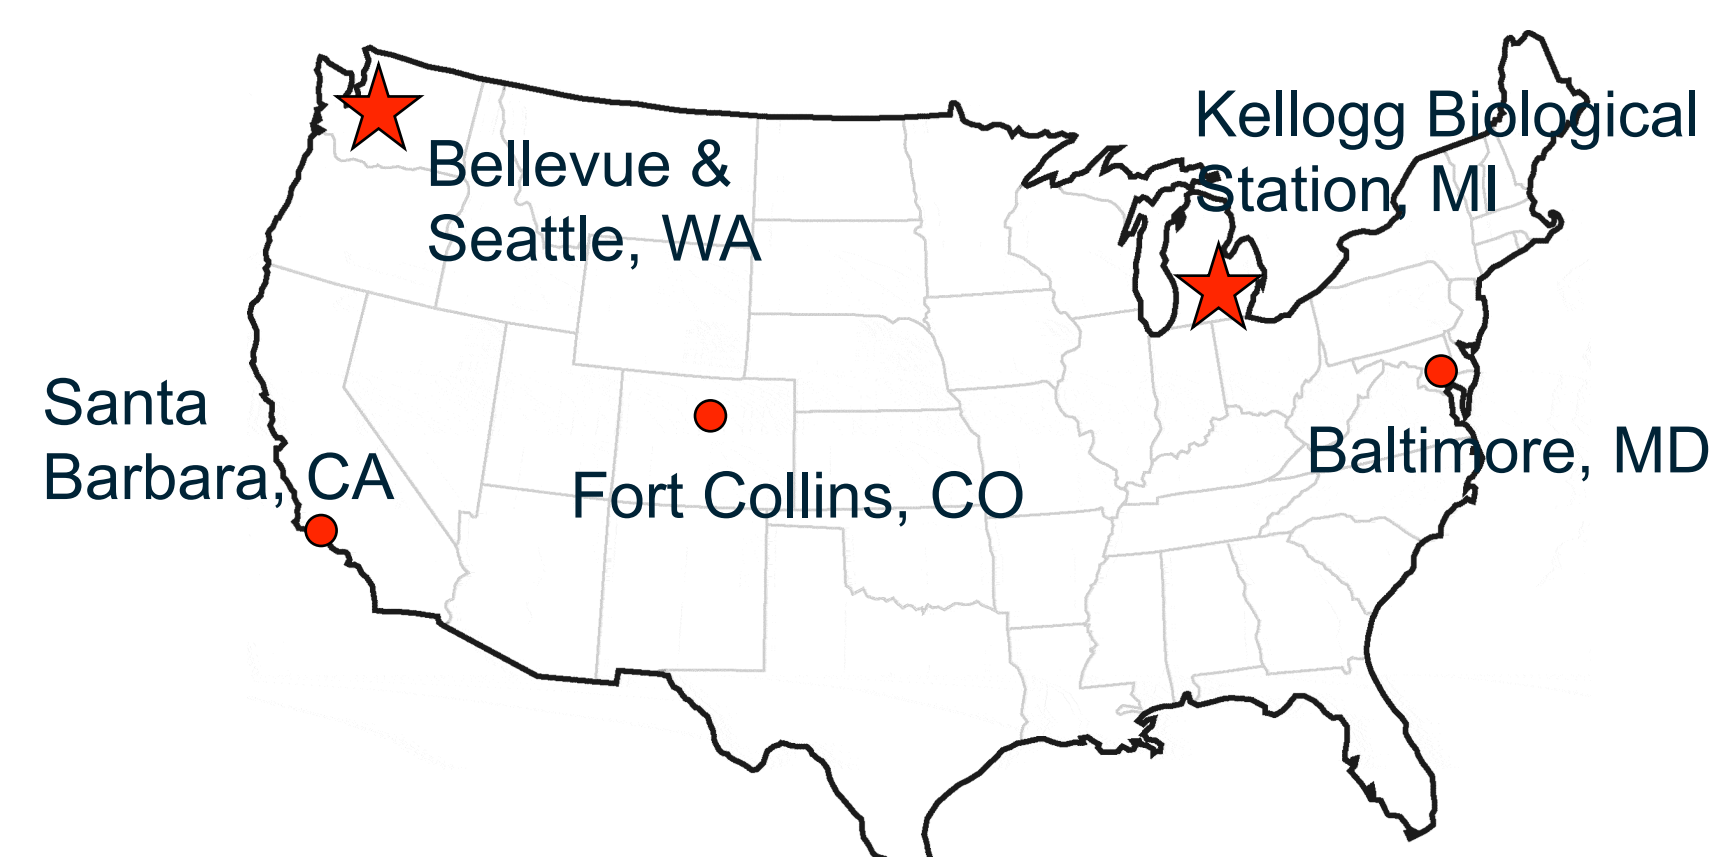 Kellogg Biological
Station, MI
Bellevue &
Seattle, WA
Santa
Barbara, CA
Fort Collins, CO
Baltimore, MD